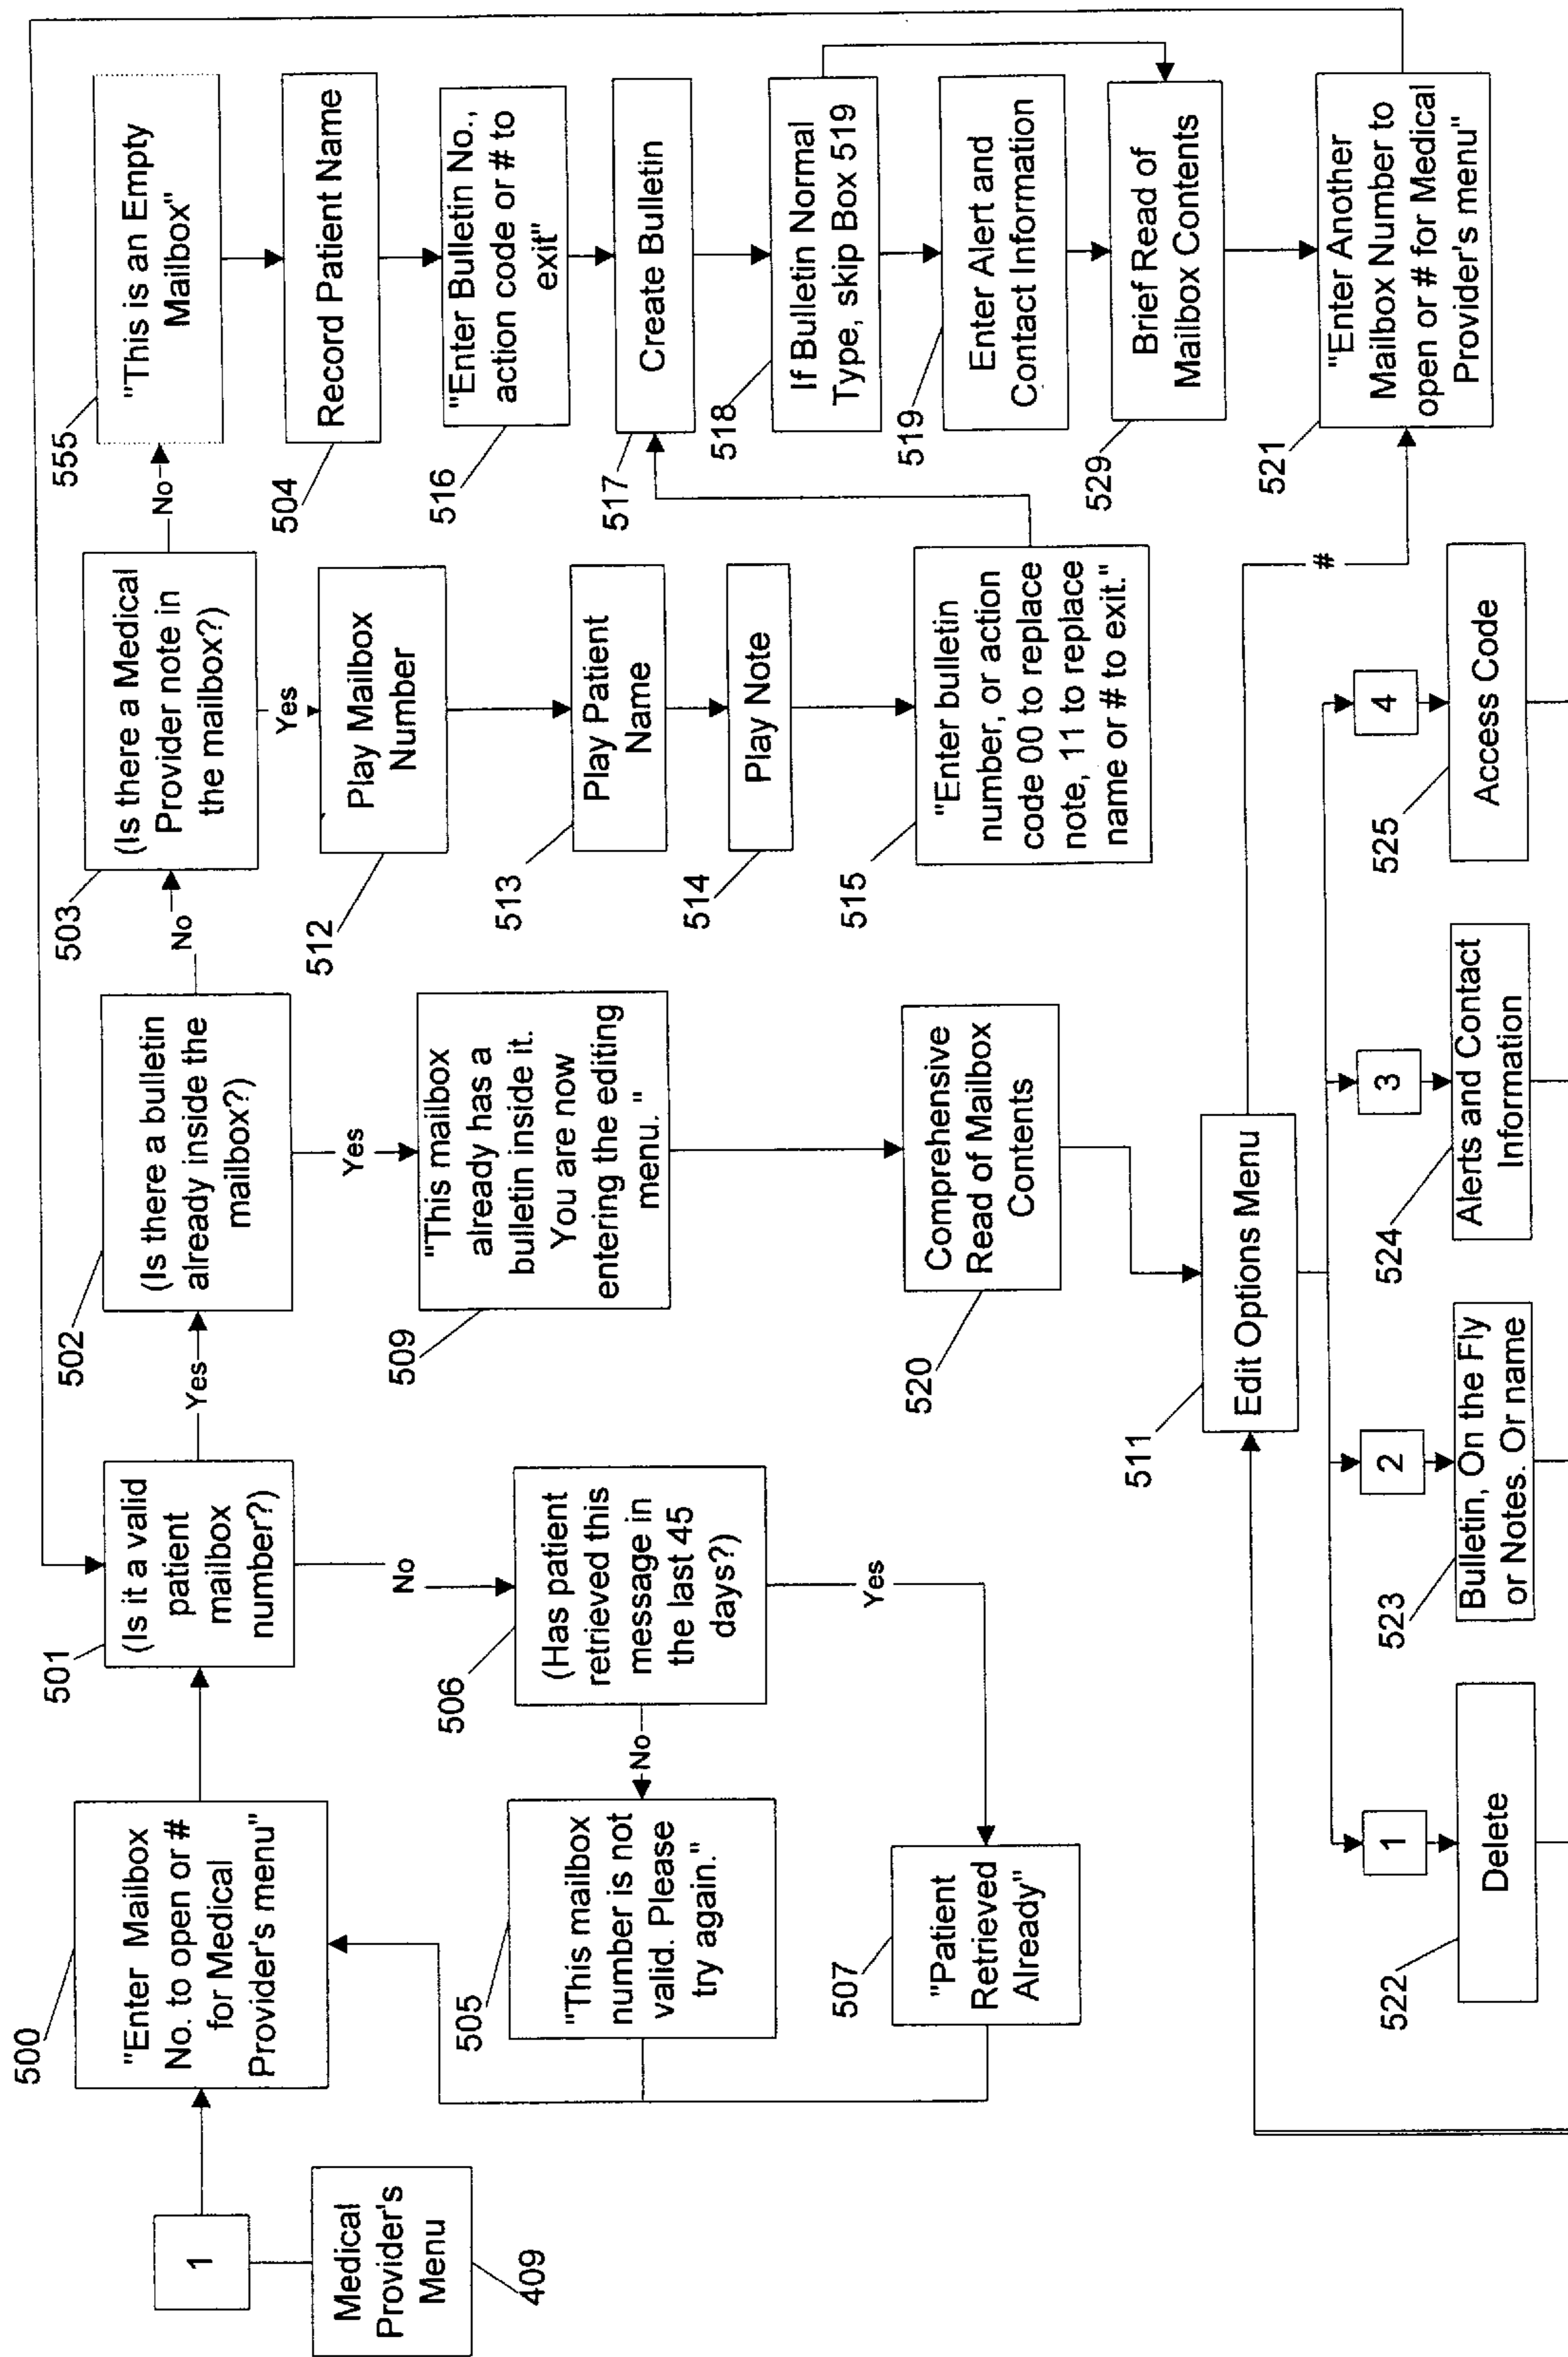 1
Medical
Provider's
Menu
409
500
"Enter Mailbox
No. to open or #
for Medical
Provider's menu"
501
(Is it a valid
patient
mailbox
number?)
Yes
No
502
(Is there a bulletin
already inside the
mailbox?)
No
Yes
503
(Is there a Medical
Provider note in
the mailbox?)
No
Yes
555
"This is an Empty
Mailbox"
504
Record Patient Name
516
"Enter Bulletin No.,
action code or # to
exit"
517
Create Bulletin
518
If Bulletin Normal
Type, skip Box 519
519
Enter Alert and
Contact Information
529
Brief Read of
Mailbox Contents
521
"Enter Another
Mailbox Number to
open or # for Medical
Provider's menu"
512
Play Mailbox
Number
513
Play Patient
Name
514
Play Note
515
"Enter bulletin
number, or action
code 00 to replace
note, 11 to replace
name or # to exit."
509
"This mailbox
already has a
bulletin inside it.
You are now
entering the editing
menu. "
520
Comprehensive
Read of Mailbox
Contents
506
(Has patient
retrieved this
message in
the last 45
days?)
No
Yes
505
"This mailbox
number is not
valid. Please
try again."
507
"Patient
Retrieved
Already"
511
Edit Options Menu
#
1
522
Delete
2
523
Bulletin, On the Fly
or Notes. Or name
3
524
Alerts and Contact
Information
4
525
Access Code